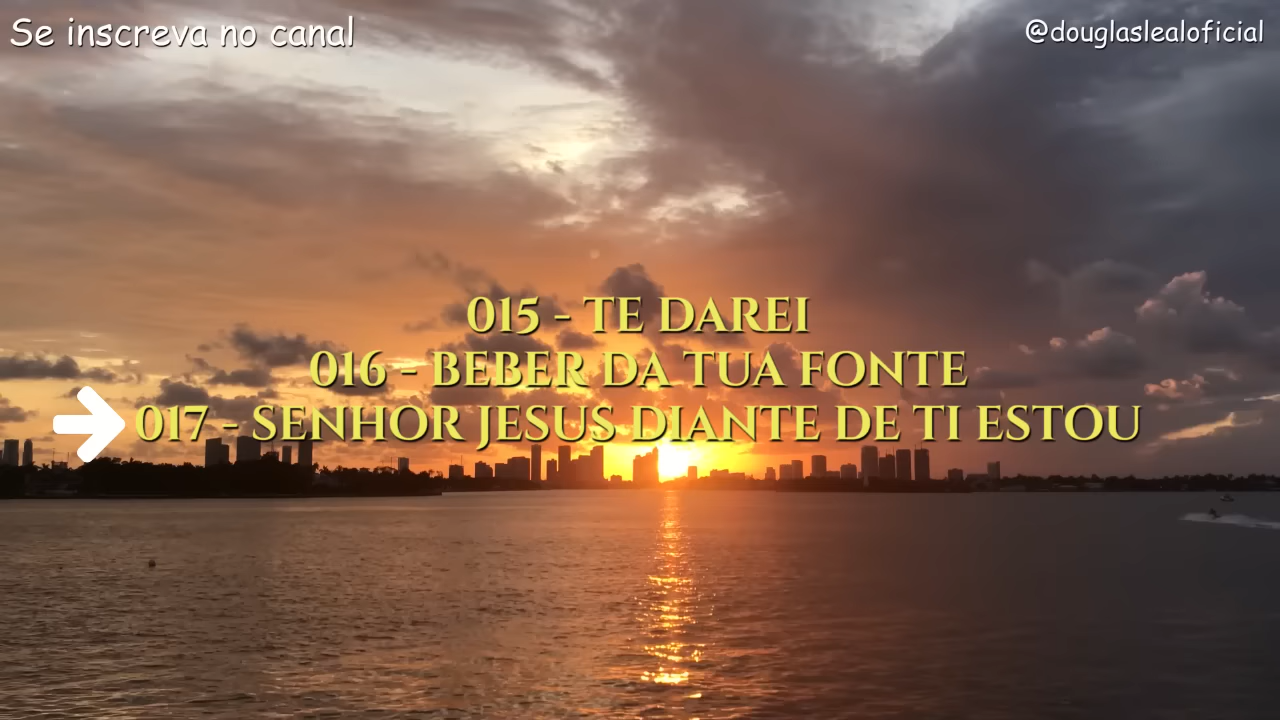 Se inscreva no canal
@douglaslealoficial
015 - TE DAREI
016 - BEBER DA TUA FONTE
017 - SENHOR JESUS DIANTE DE TI ESTOU